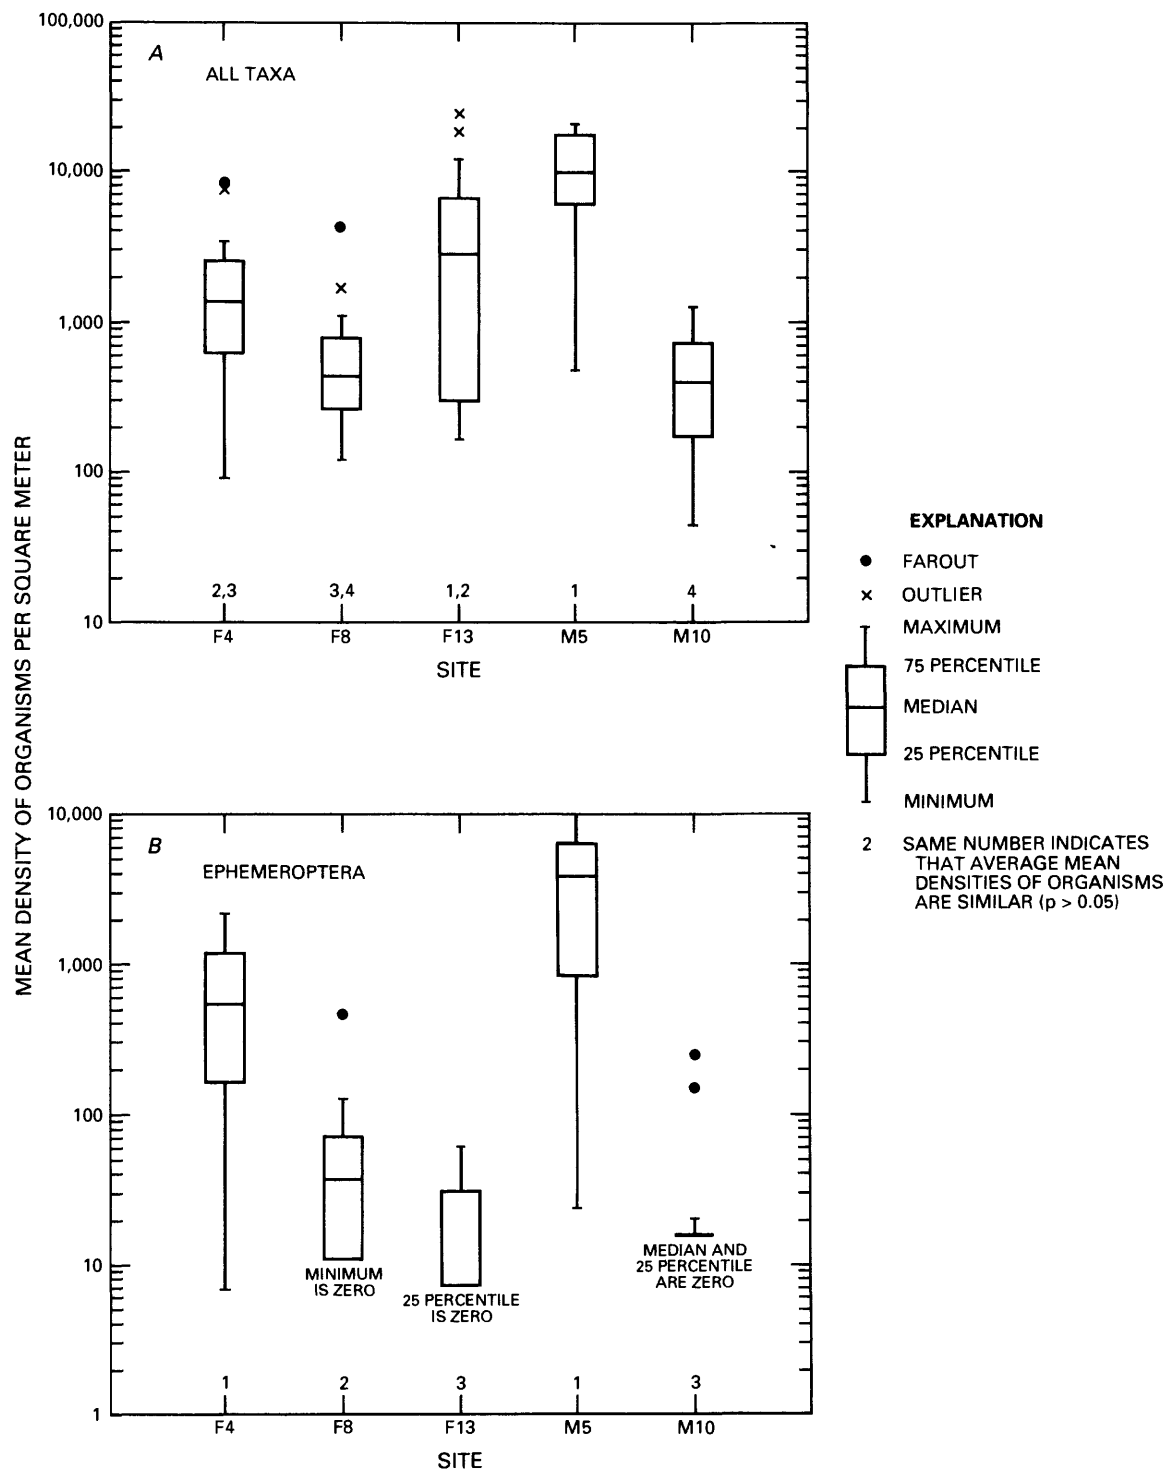 MEAN DENSITY OF ORGANISMS PER SQUARE METER
A
ALL TAXA
100,000
10,000
1,000
100
10
2,3
3,4
1,2
1
4
F4
F8
F13
M5
M10
SITE
EXPLANATION
FAROUT
OUTLIER
MAXIMUM
75 PERCENTILE
MEDIAN
25 PERCENTILE
MINIMUM
2 SAME NUMBER INDICATES
THAT AVERAGE MEAN
DENSITIES OF ORGANISMS
ARE SIMILAR (p > 0.05)
B
EPHEMEROPTERA
10,000
1,000
100
10
1
MINIMUM
IS ZERO
25 PERCENTILE
IS ZERO
MEDIAN AND
25 PERCENTILE
ARE ZERO
1
2
3
1
3
F4
F8
F13
M5
M10
SITE